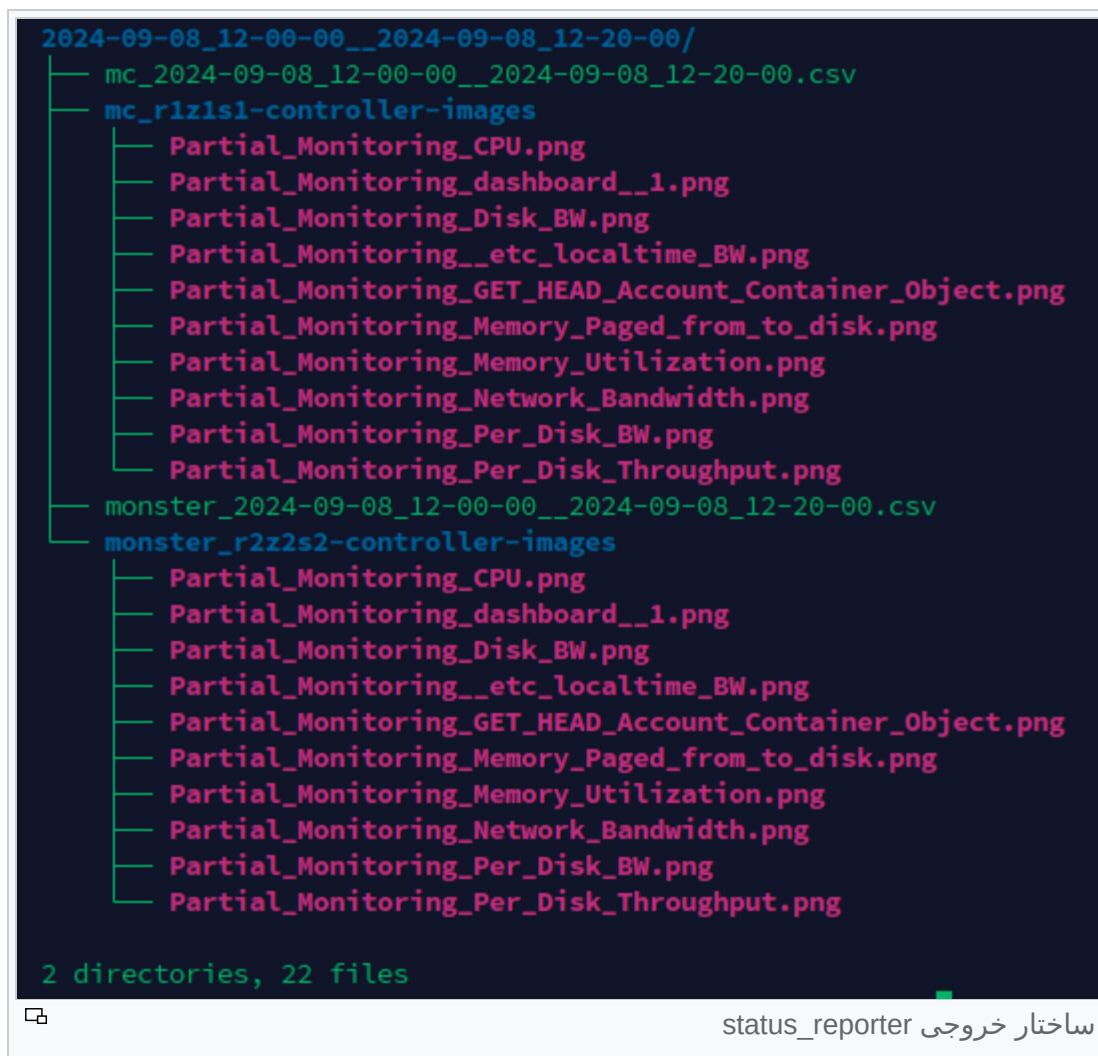 2024-09-08_12-00-00__2024-09-08_12-20-00/
├── mc_2024-09-08_12-00-00__2024-09-08_12-20-00.csv
├── mc_r1z1s1-controller-images
│   ├── Partial_Monitoring_CPU.png
│   ├── Partial_Monitoring_dashboard__1.png
│   ├── Partial_Monitoring_Disk_BW.png
│   ├── Partial_Monitoring__etc_localtime_BW.png
│   ├── Partial_Monitoring_GET_HEAD_Account_Container_Object.png
│   ├── Partial_Monitoring_Memory_Paged_from_to_disk.png
│   ├── Partial_Monitoring_Memory_Utilization.png
│   ├── Partial_Monitoring_Network_Bandwidth.png
│   ├── Partial_Monitoring_Per_Disk_BW.png
│   └── Partial_Monitoring_Per_Disk_Throughput.png
├── monster_2024-09-08_12-00-00__2024-09-08_12-20-00.csv
└── monster_r2z2s2-controller-images
    ├── Partial_Monitoring_CPU.png
    ├── Partial_Monitoring_dashboard__1.png
    ├── Partial_Monitoring_Disk_BW.png
    ├── Partial_Monitoring__etc_localtime_BW.png
    ├── Partial_Monitoring_GET_HEAD_Account_Container_Object.png
    ├── Partial_Monitoring_Memory_Paged_from_to_disk.png
    ├── Partial_Monitoring_Memory_Utilization.png
    ├── Partial_Monitoring_Network_Bandwidth.png
    ├── Partial_Monitoring_Per_Disk_BW.png
    └── Partial_Monitoring_Per_Disk_Throughput.png
2 directories, 22 files
ساختار خروجی status_reporter